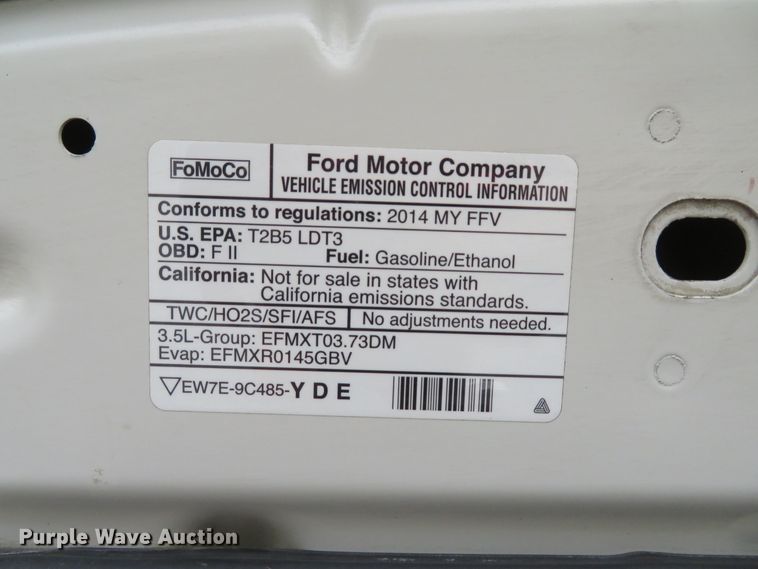 FoMoCo
Ford Motor Company
VEHICLE EMISSION CONTROL INFORMATION
Conforms to regulations: 2014 MY FFV
U.S. EPA: T2B5 LDT3
OBD: F II
Fuel: Gasoline/Ethanol
California: Not for sale in states with
California emissions standards.
TWC/HO2S/SFI/AFS
No adjustments needed.
3.5L-Group: EFMXT03.73DM
Evap: EFMXR0145GBV
EW7E-9C485-Y D E
Purple Wave Auction